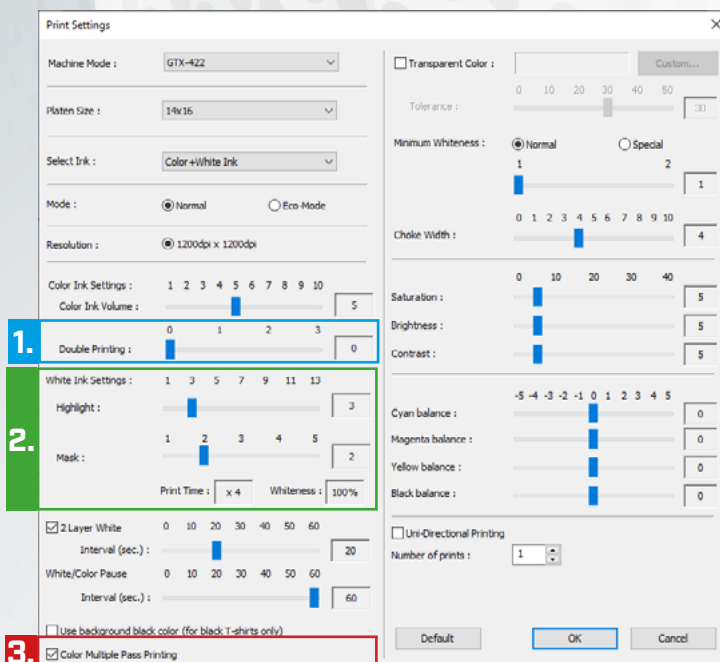 Print Settings
Machine Mode : GTX-422
Platen Size : 14x16
Select Ink : Color+White Ink
Mode : Normal Eco-Mode
Resolution : 1200dpi x 1200dpi
Color Ink Settings : 1 2 3 4 5 6 7 8 9 10
Color Ink Volume : 5
1.
0 1 2 3
Double Printing : 0
2.
White Ink Settings : 1 3 5 7 9 11 13
Highlight : 3
1 2 3 4 5
Mask : 2
Print Time : x 4 Whiteness : 100%
2 Layer White 0 10 20 30 40 50 60
Interval (sec.) : 20
White/Color Pause 0 10 20 30 40 50 60
Interval (sec.) : 60
Use background black color (for black T-shirts only)
3.
Color Multiple Pass Printing
Transparent Color : Custom...
0 10 20 30 40 50
Tolerance : 30
Minimum Whiteness : Normal Special
1 2
1
0 1 2 3 4 5 6 7 8 9 10
Choke Width : 4
0 10 20 30 40
Saturation : 5
Brightness : 5
Contrast : 5
-5 -4 -3 -2 -1 0 1 2 3 4 5
Cyan balance : 0
Magenta balance : 0
Yellow balance : 0
Black balance : 0
Uni-Directional Printing
Number of prints : 1
Default OK Cancel